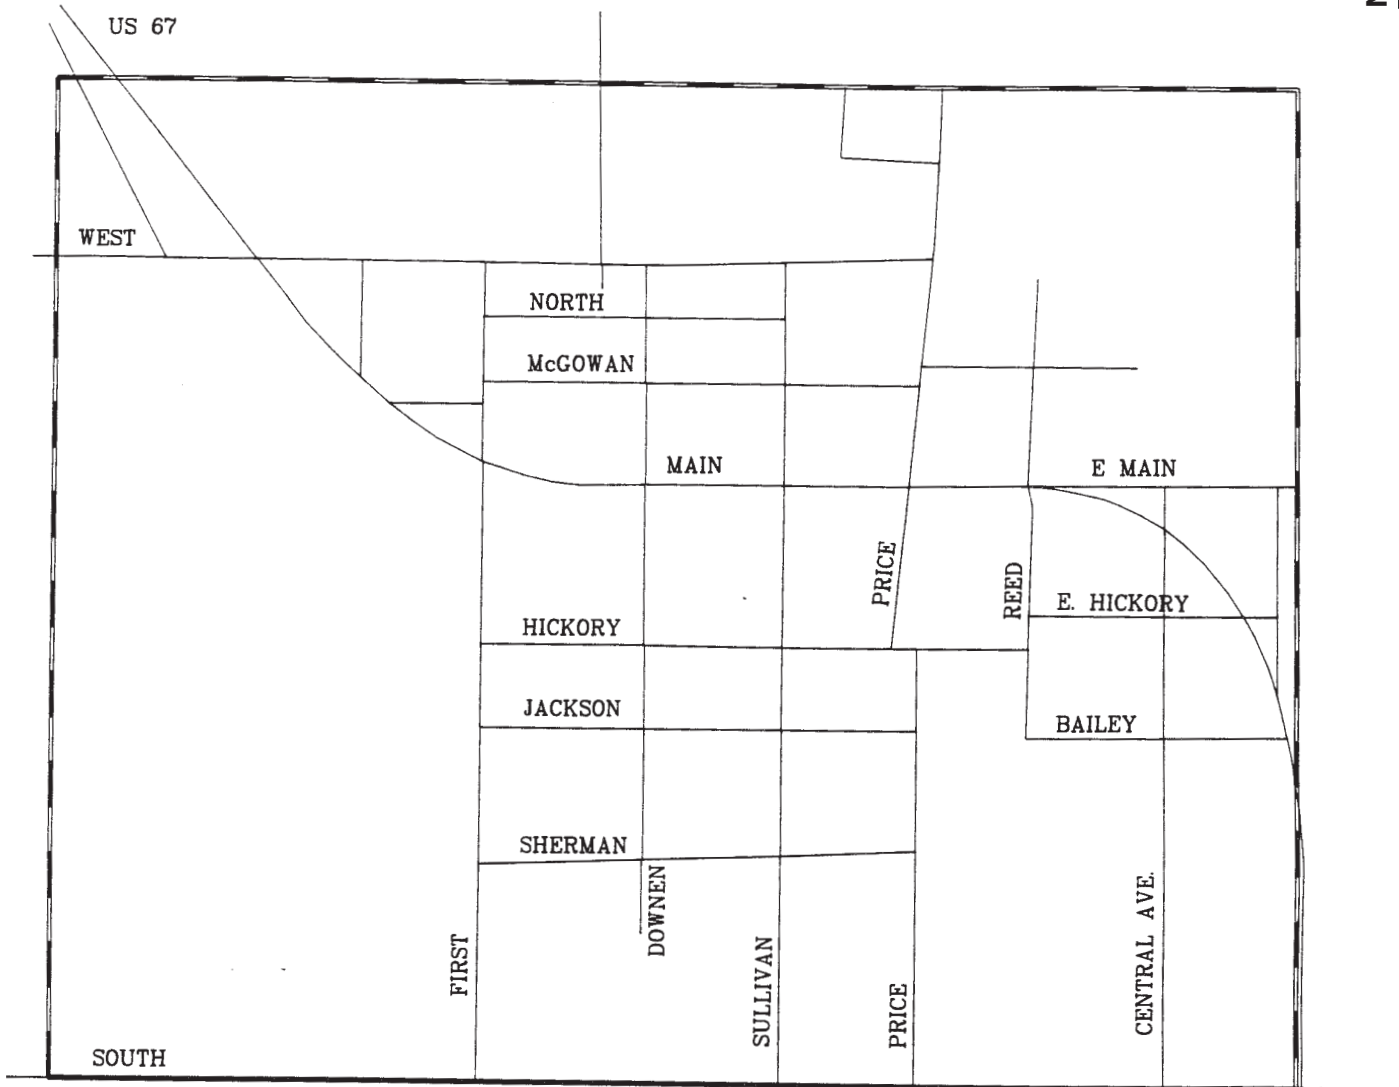 US 67
WEST
NORTH
McGOWAN
MAIN
E MAIN
PRICE
REED
E. HICKORY
HICKORY
JACKSON
BAILEY
SHERMAN
DOWNEN
FIRST
SULLIVAN
PRICE
CENTRAL AVE.
SOUTH